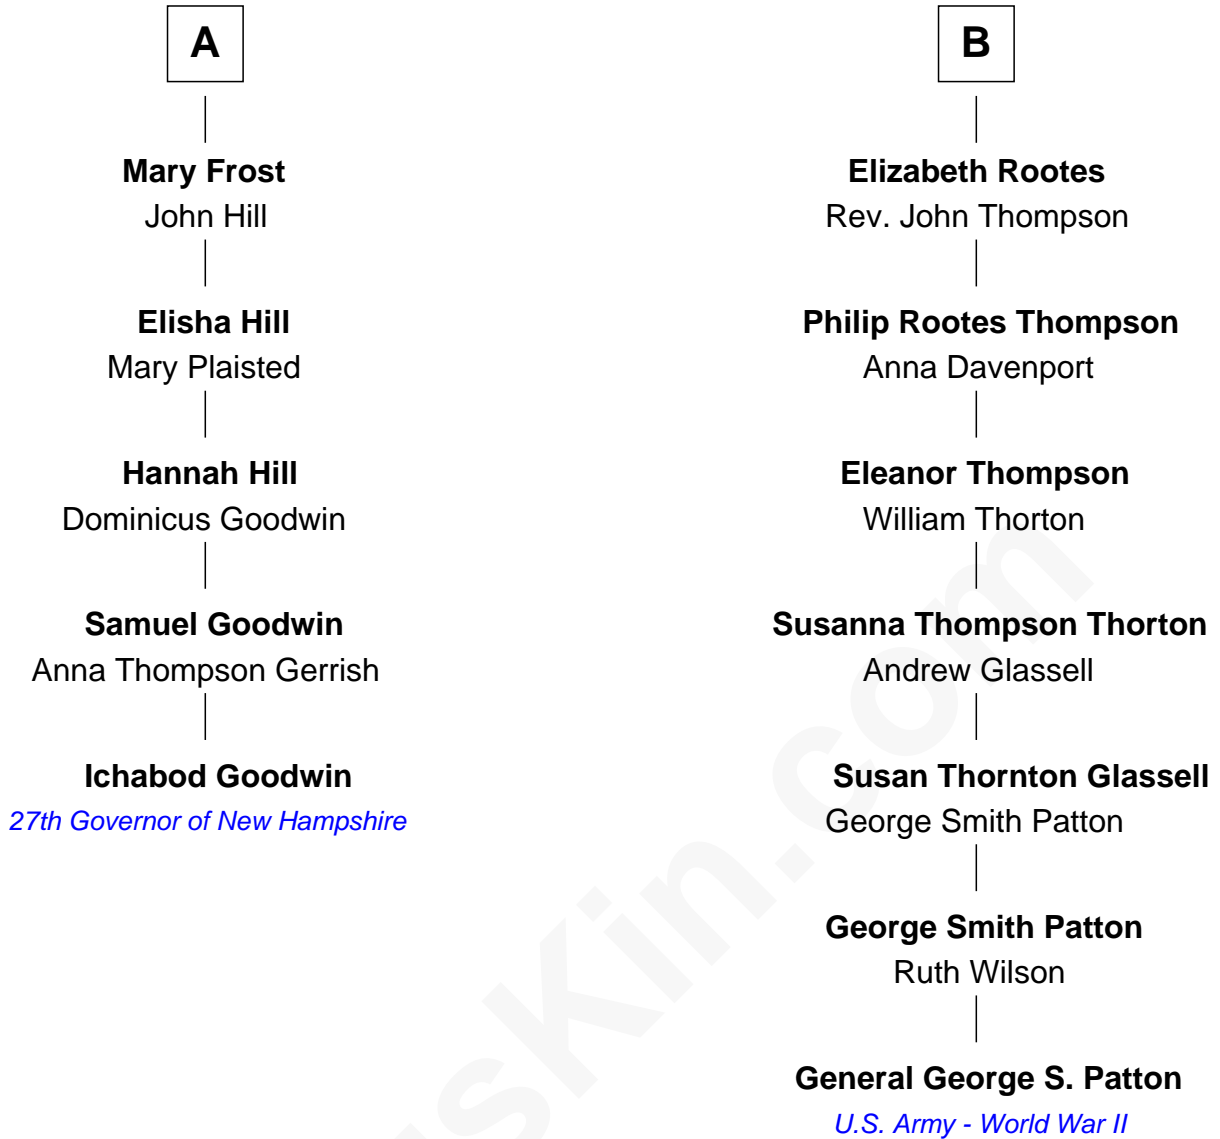 A
Mary Frost
John Hill
Elisha Hill
Mary Plaisted
Hannah Hill
Dominicus Goodwin
Samuel Goodwin
Anna Thompson Gerrish
Ichabod Goodwin
27th Governor of New Hampshire
B
Elizabeth Rootes
Rev. John Thompson
Philip Rootes Thompson
Anna Davenport
Eleanor Thompson
William Thorton
Susanna Thompson Thorton
Andrew Glassell
Susan Thornton Glassell
George Smith Patton
George Smith Patton
Ruth Wilson
General George S. Patton
U.S. Army - World War II
sKin.com